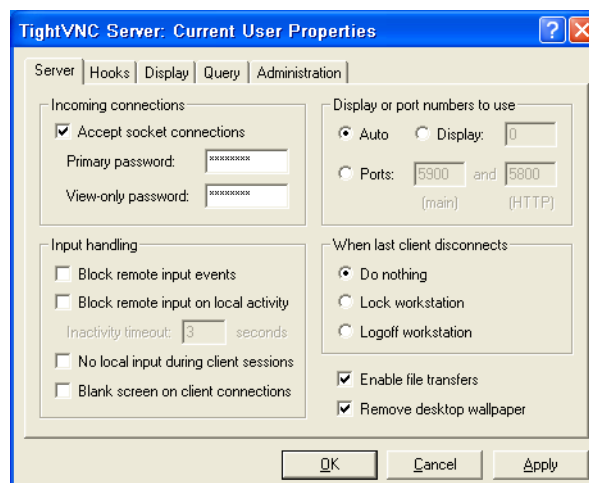 TightVNC Server: Current User Properties
Server Hooks Display Query Administration
Incoming connections
Accept socket connections
Primary password: ********
View-only password: ********
Display or port numbers to use
Auto Display: 0
Ports: 5900 and 5800
(main) (HTTP)
Input handling
Block remote input events
Block remote input on local activity
Inactivity timeout: 3 seconds
No local input during client sessions
Blank screen on client connections
When last client disconnects
Do nothing
Lock workstation
Logoff workstation
Enable file transfers
Remove desktop wallpaper
OK Cancel Apply